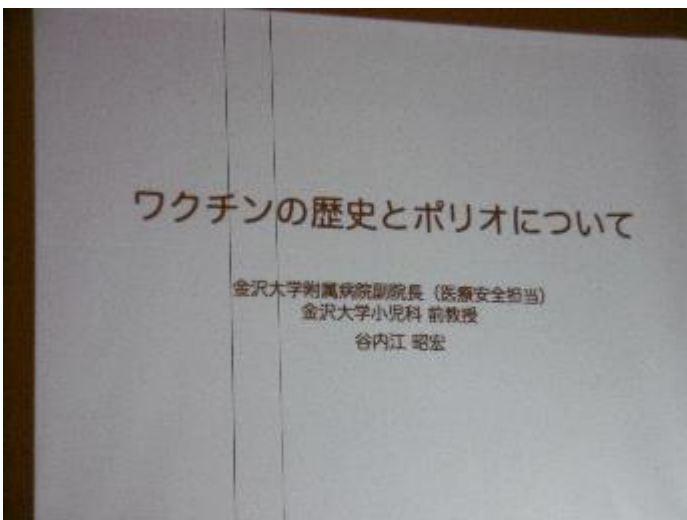 ワクチンの歴史とポリオについて
金沢大学附属病院副院長（医療安全担当）
金沢大学小児科 前教授
谷内江 昭宏